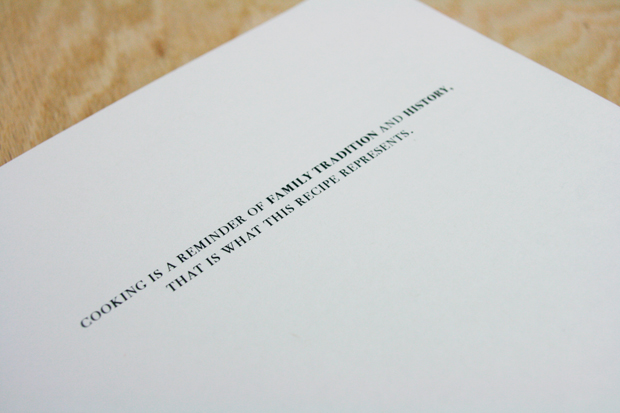 COOKING IS A REMINDER OF FAMILY TRADITION AND HISTORY,
THAT IS WHAT THIS RECIPE REPRESENTS.